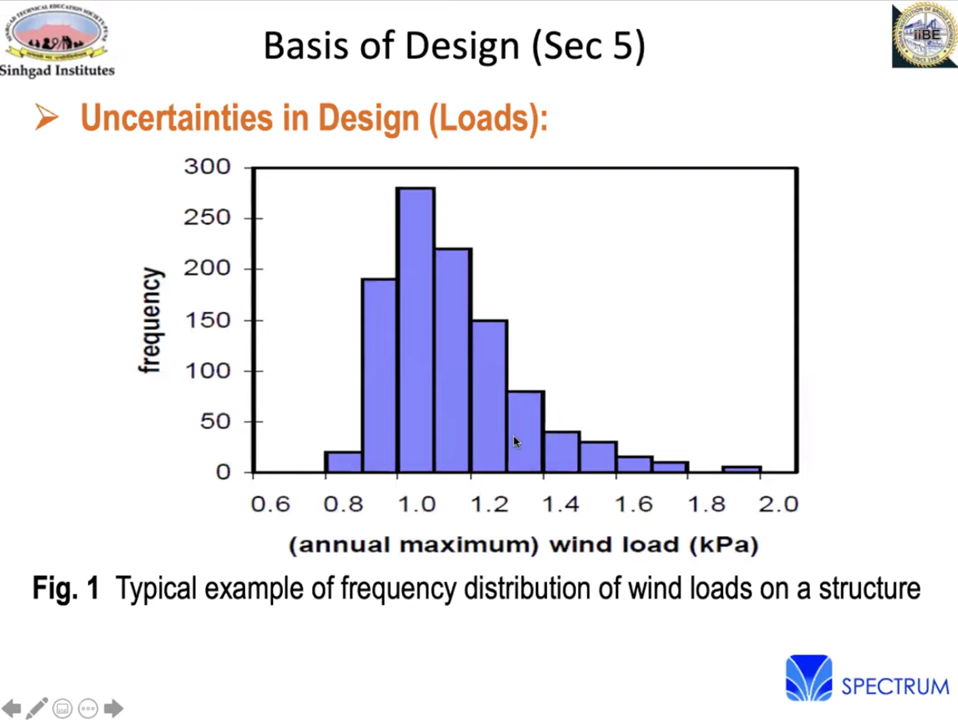 Basis of Design (Sec 5)
Sinhgad Institutes
iiBE
Uncertainties in Design (Loads):
300
250
200
150
100
50
0
frequency
0.6 0.8 1.0 1.2 1.4 1.6 1.8 2.0
(annual maximum) wind load (kPa)
Fig. 1 Typical example of frequency distribution of wind loads on a structure
SPECTRUM